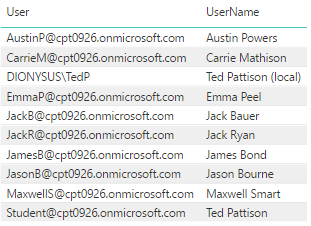 User UserName
AustinP@cpt0926.onmicrosoft.com Austin Powers
CarrieM@cpt0926.onmicrosoft.com Carrie Mathison
DIONYSUS\TedP Ted Pattison (local)
EmmaP@cpt0926.onmicrosoft.com Emma Peel
JackB@cpt0926.onmicrosoft.com Jack Bauer
JackR@cpt0926.onmicrosoft.com Jack Ryan
JamesB@cpt0926.onmicrosoft.com James Bond
JasonB@cpt0926.onmicrosoft.com Jason Bourne
MaxwellS@cpt0926.onmicrosoft.com Maxwell Smart
Student@cpt0926.onmicrosoft.com Ted Pattison